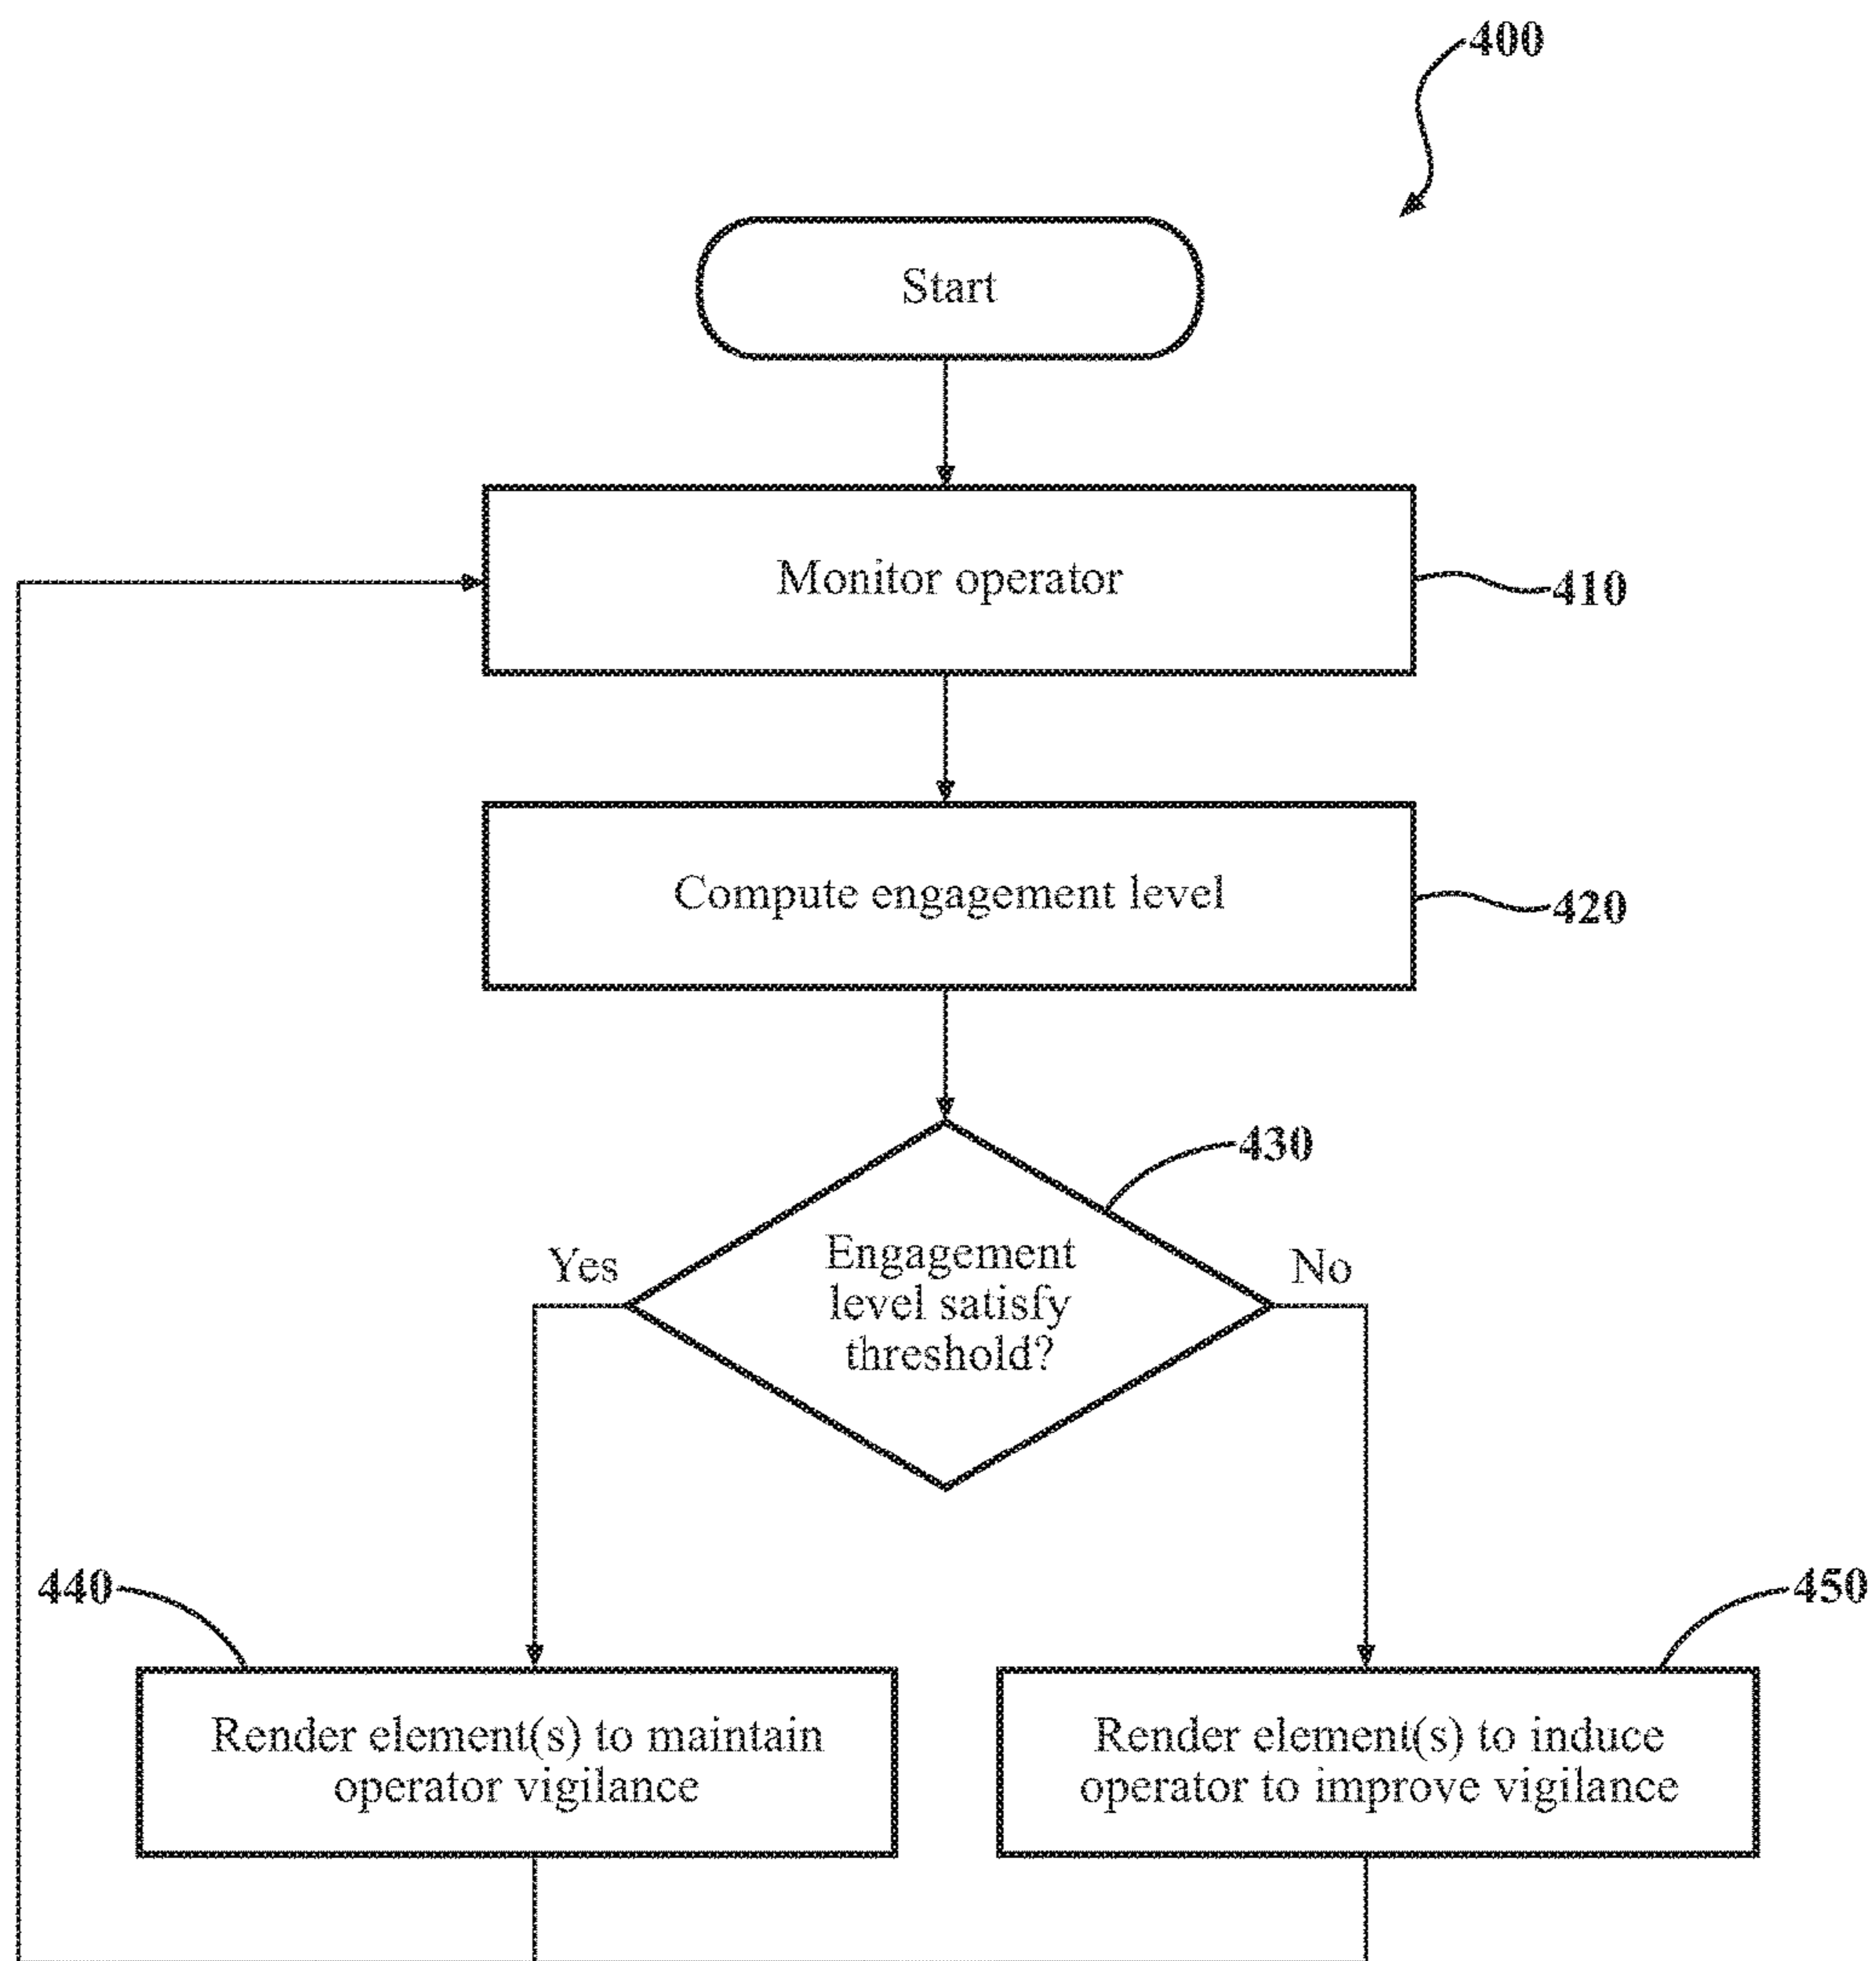 400
Start
Monitor operator
410
Compute engagement level
420
430
Yes
Engagement
level satisfy
threshold?
No
440
450
Render element(s) to maintain
operator vigilance
Render element(s) to induce
operator to improve vigilance